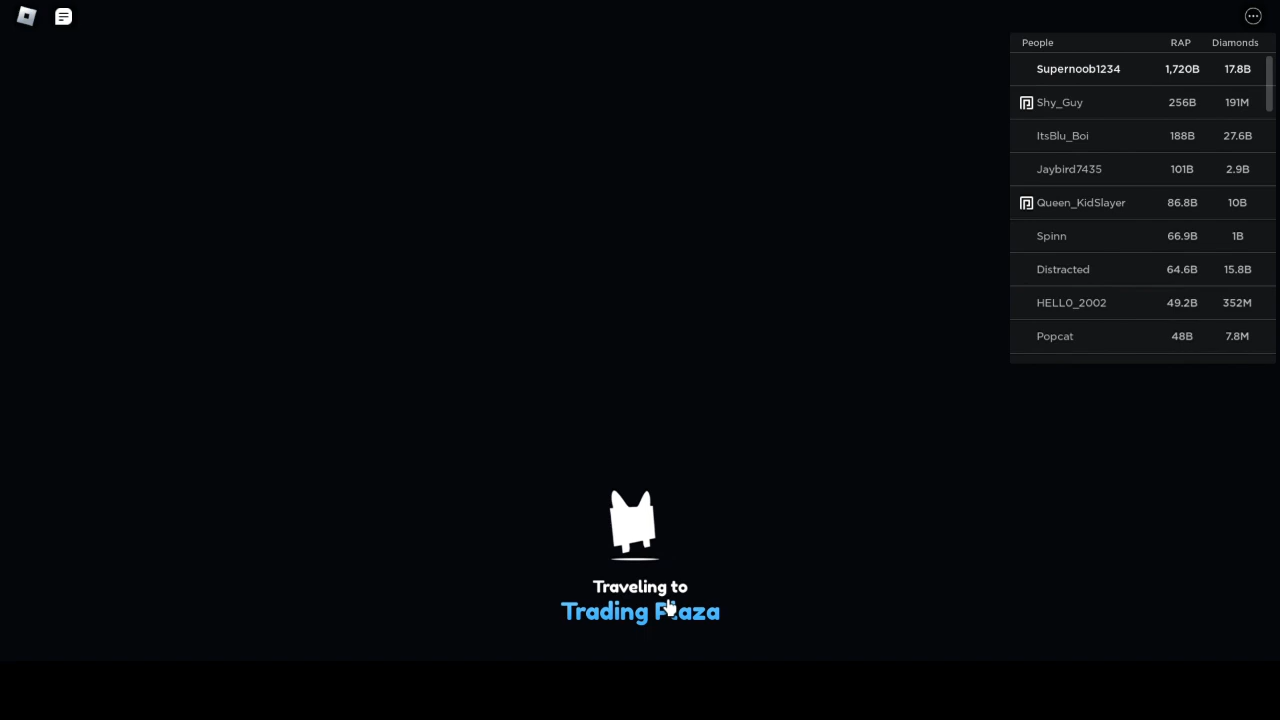 People RAP Diamonds
Supernoob1234 1,720B 17.8B
Shy_Guy 256B 191M
ItsBlu_Boi 188B 27.6B
Jaybird7435 101B 2.9B
Queen_KidSlayer 86.8B 10B
Spinn 66.9B 1B
Distracted 64.6B 15.8B
HELL0_2002 49.2B 352M
Popcat 48B 7.8M
Traveling to
Trading Plaza